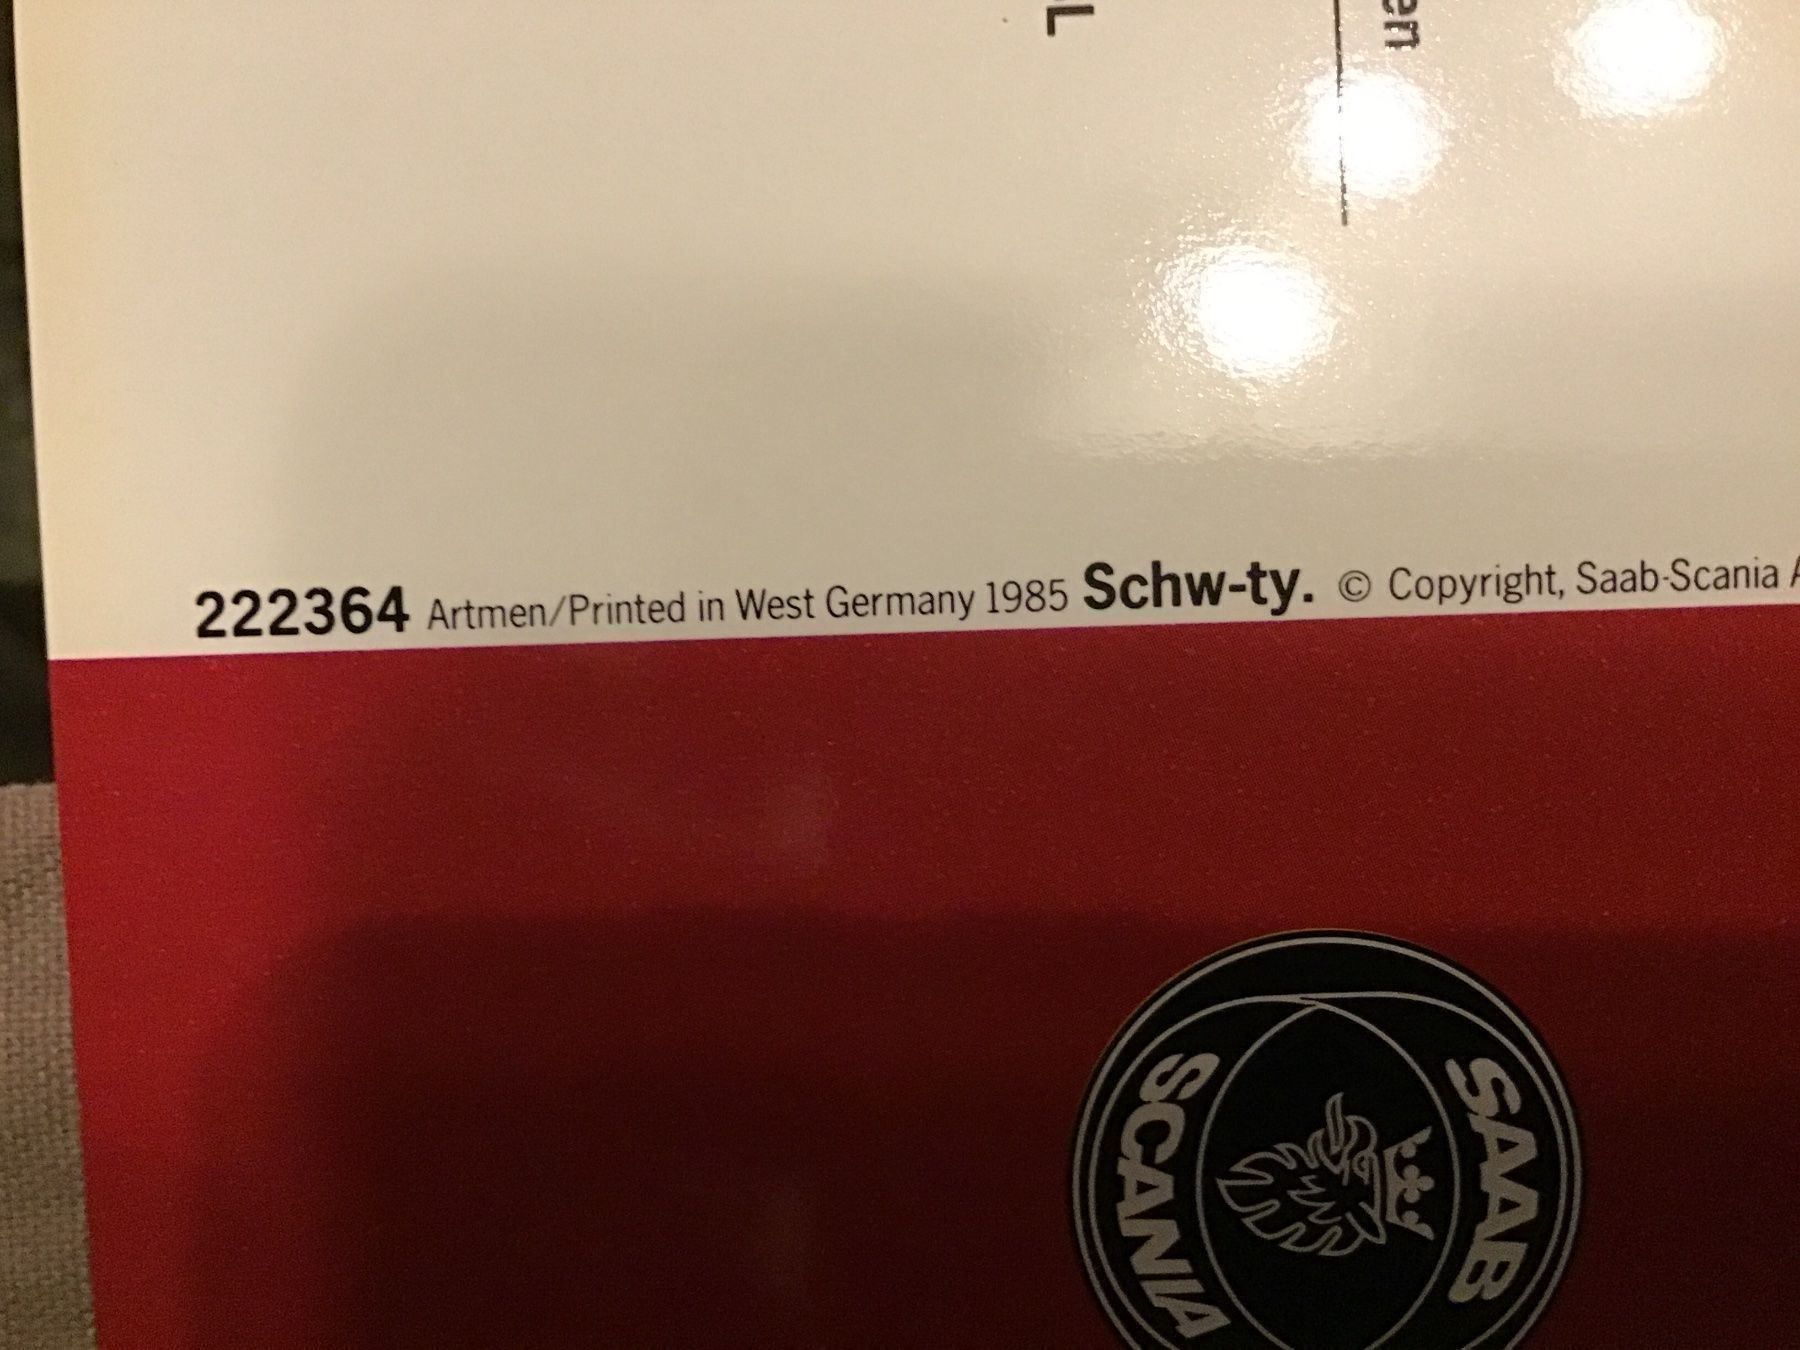 222364 Artmen/Printed in West Germany 1985 Schw-ty. © Copyright, Saab-Scania
SAAB
SCANIA